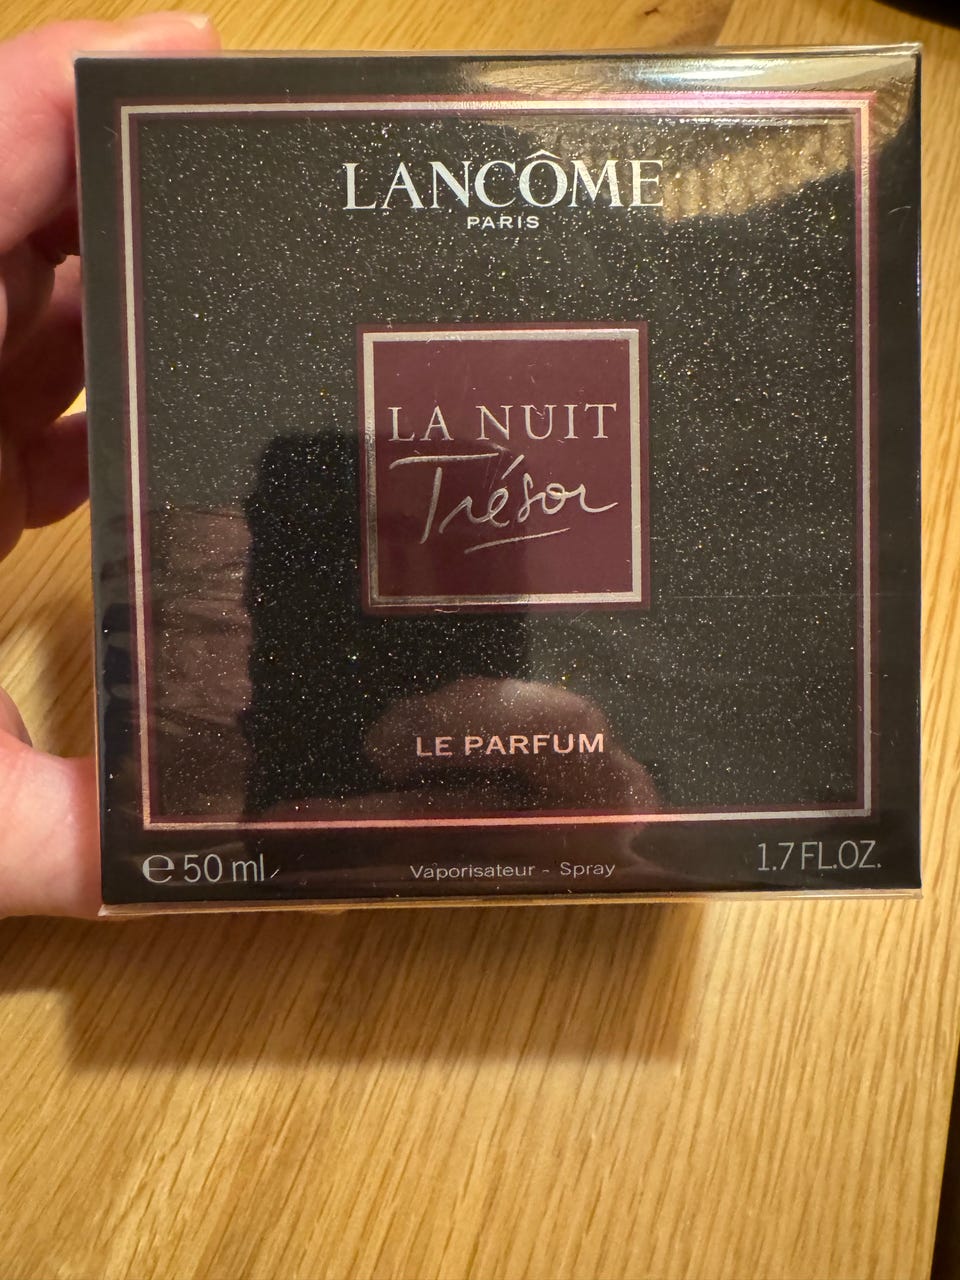 LANCÔME
PARIS
LA NUIT
Trésor
LE PARFUM
℮ 50 ml
Vaporisateur - Spray
1.7 FL.OZ.